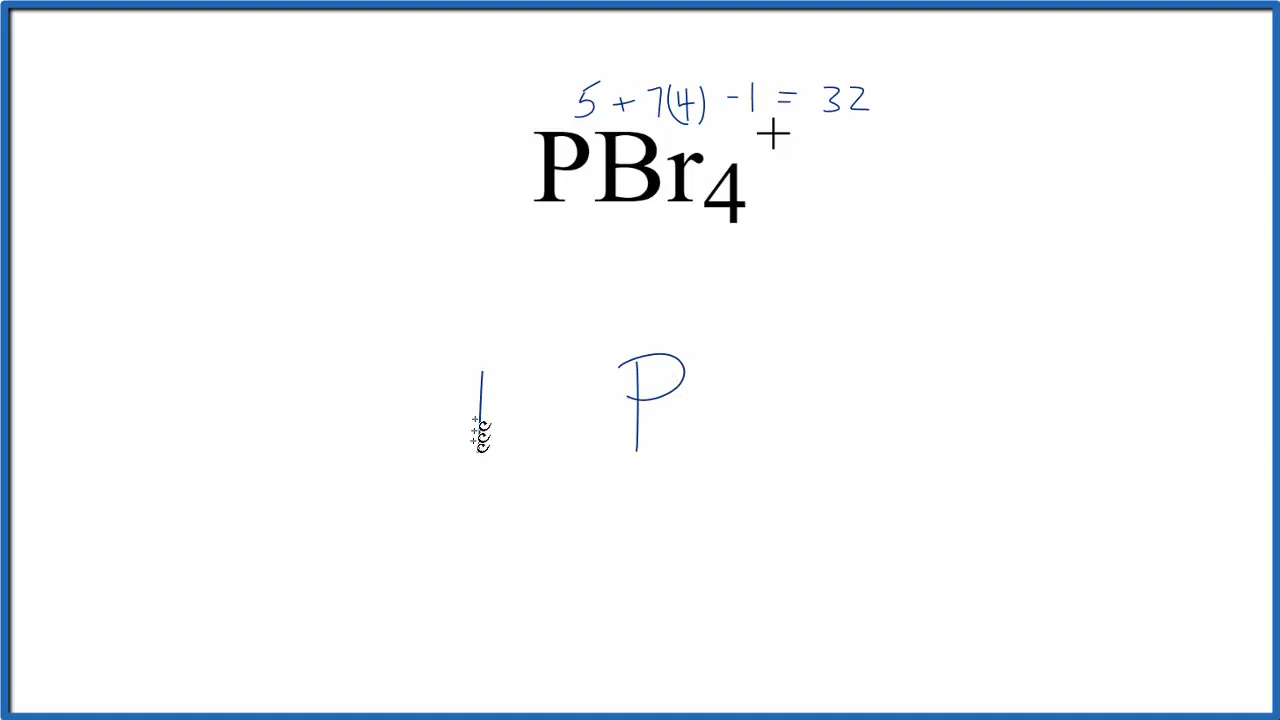 5 + 7(4) - 1 = 32
PBr₄⁺
P